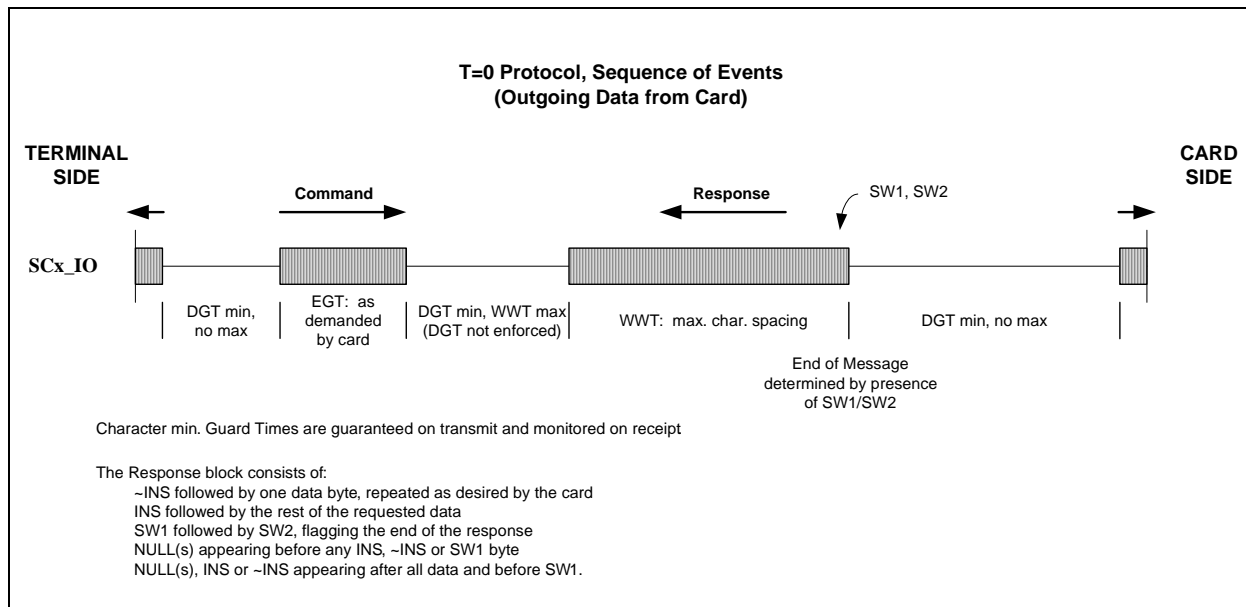 T=0 Protocol, Sequence of Events
(Outgoing Data from Card)
TERMINAL
SIDE
CARD
SIDE
Command
Response
SW1, SW2
SCx_IO
DGT min,
no max
EGT:  as
demanded
by card
DGT min, WWT max
(DGT not enforced)
WWT:  max. char. spacing
DGT min, no max
End of Message
determined by presence
of SW1/SW2
Character min. Guard Times are guaranteed on transmit and monitored on receipt
The Response block consists of:
~INS followed by one data byte, repeated as desired by the card
INS followed by the rest of the requested data
SW1 followed by SW2, flagging the end of the response
NULL(s) appearing before any INS, ~INS or SW1 byte
NULL(s), INS or ~INS appearing after all data and before SW1.